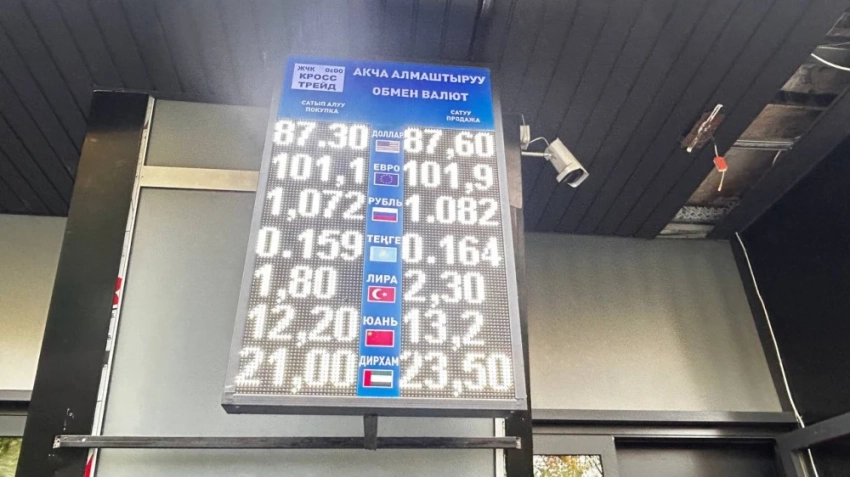 ЖЧК
КРОСС
ТРЕЙД
АКЧА АЛМАШТЫРУУ
ОБМЕН ВАЛЮТ
САТЫП АЛУУ
ПОКУПКА
САТУУ
ПРОДАЖА
87.30 ДОЛЛАР 87,60
101,1 ЕВРО 101,9
1,072 РУБЛЬ 1.082
0.159 ТЕҢГЕ 0.164
1,80 ЛИРА 2,30
12,20 ЮАНЬ 13,2
21,00 ДИРХАМ 23,50